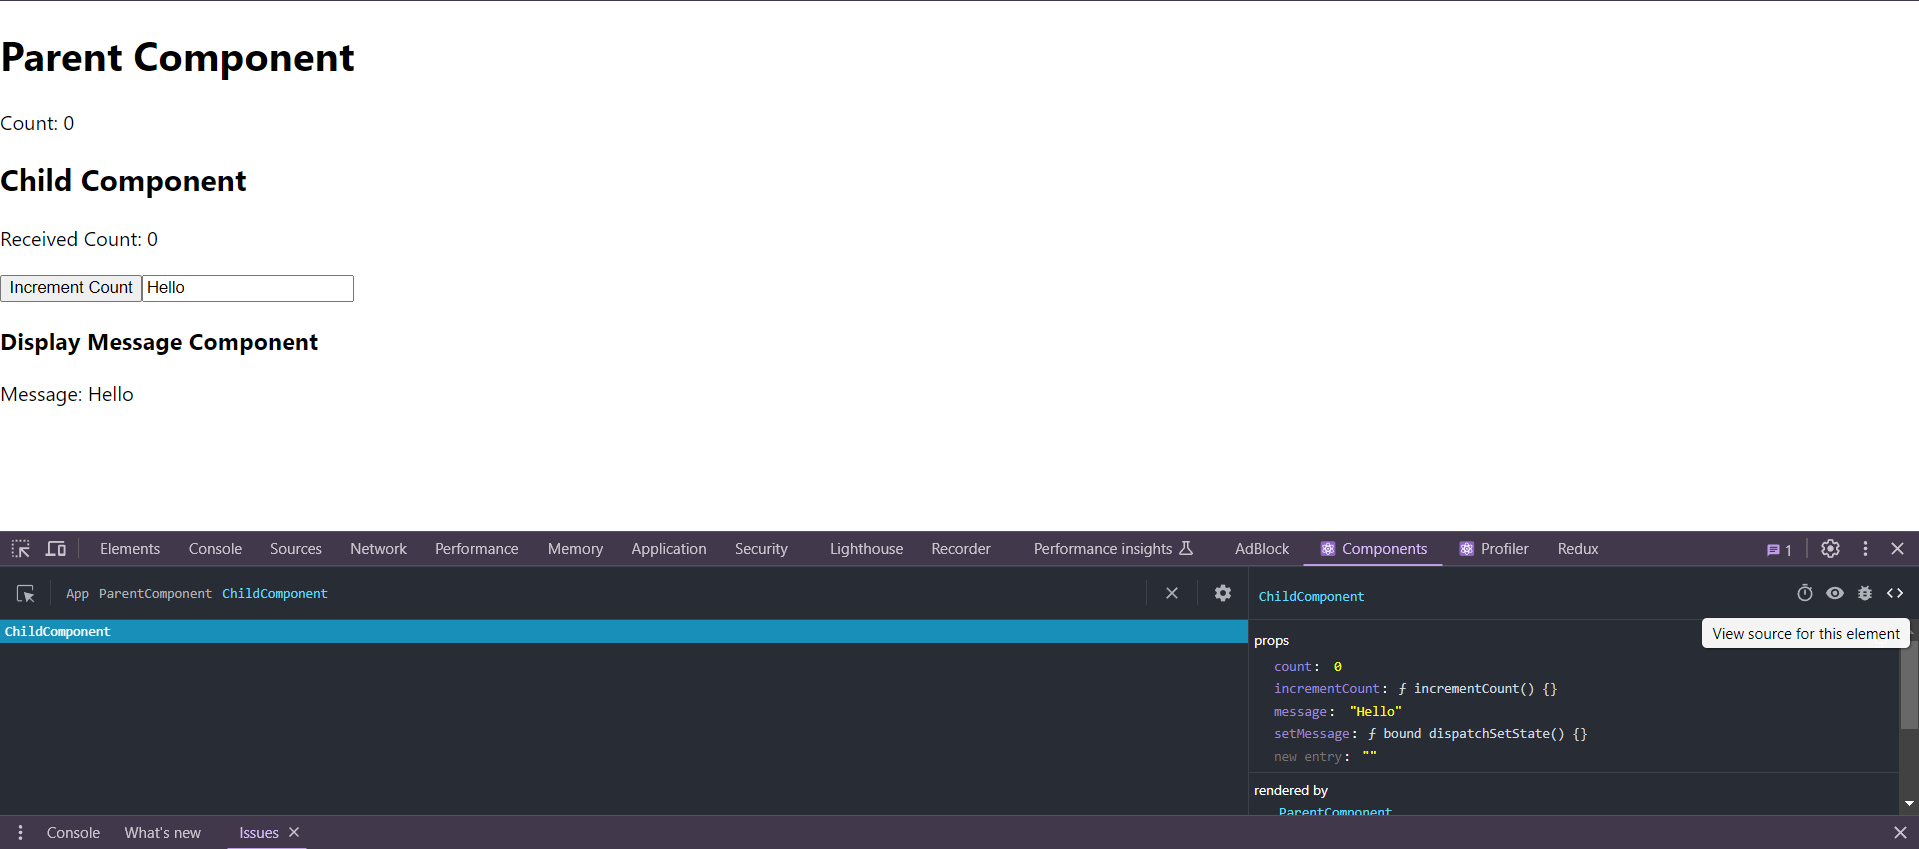 Parent Component
Count: 0
Child Component
Received Count: 0
Increment Count Hello
Display Message Component
Message: Hello
Elements Console Sources Network Performance Memory Application Security Lighthouse Recorder Performance insights AdBlock Components Profiler Redux 1
App ParentComponent ChildComponent
ChildComponent
ChildComponent
View source for this element
props
count: 0
incrementCount: ƒ incrementCount() {}
message: "Hello"
setMessage: ƒ bound dispatchSetState() {}
new entry: ""
rendered by
ParentComponent
Console What's new Issues